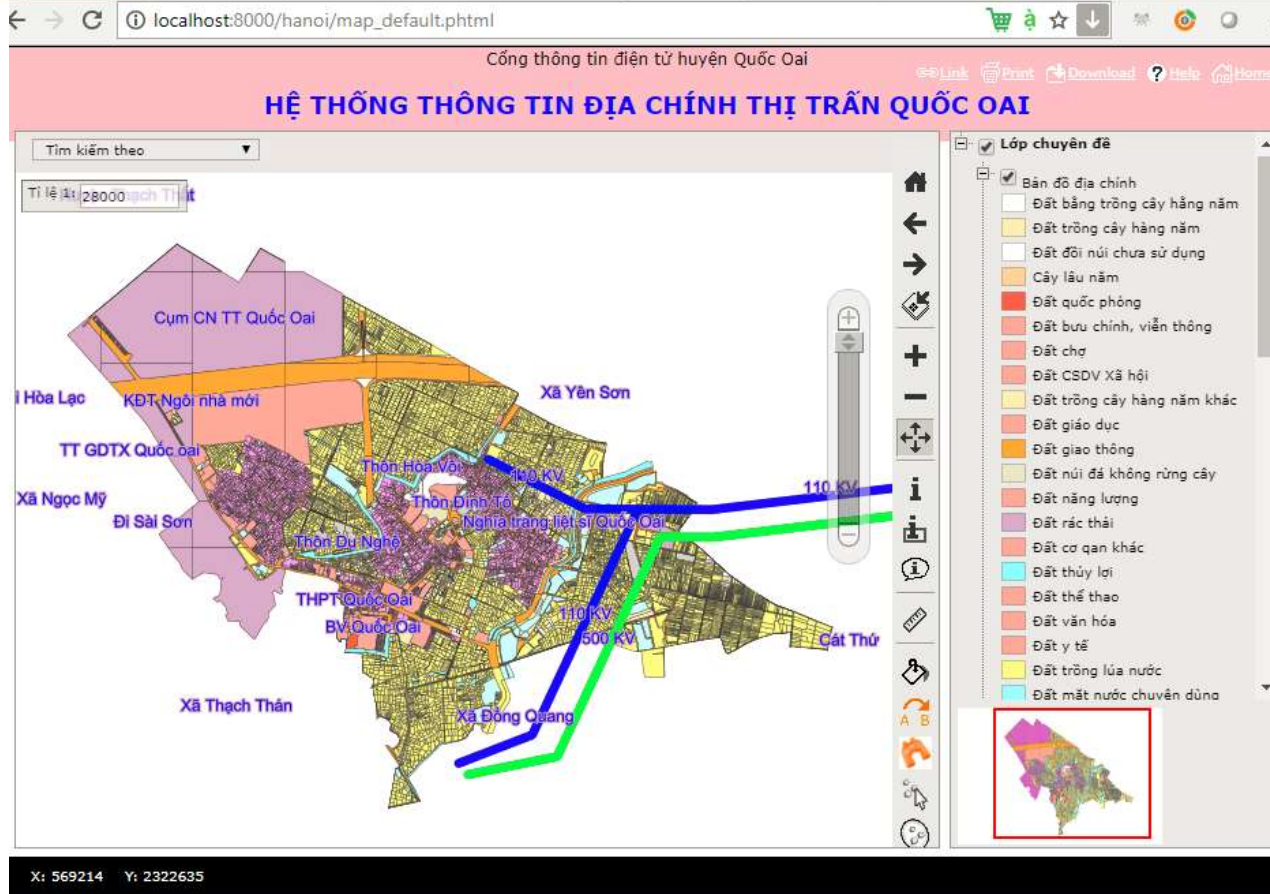 localhost:8000/hanoi/map_default.phtml
Cổng thông tin điện tử huyện Quốc Oai
Link Print Download Help Home
HỆ THỐNG THÔNG TIN ĐỊA CHÍNH THỊ TRẤN QUỐC OAI
Tìm kiếm theo
Tỉ lệ 1: 28000
Cụm CN TT Quốc Oai
i Hòa Lạc
KĐT Ngôi nhà mới
Xã Yên Sơn
TT GDTX Quốc oai
Thôn Hoa Vôi
110 KV
110 KV
Xã Ngọc Mỹ
Thôn Đình Tổ
Đi Sài Sơn
Nghĩa trang liệt sĩ Quốc Oai
Thôn Du Nghệ
THPT Quốc Oai
110 KV
BV Quốc Oai
500 KV
Cát Thứ
Xã Thạch Thán
Xã Đồng Quang
Lớp chuyên đề
Bản đồ địa chính
Đất bằng trồng cây hằng năm
Đất trồng cây hàng năm
Đất đồi núi chưa sử dụng
Cây lâu năm
Đất quốc phòng
Đất bưu chính, viễn thông
Đất chợ
Đất CSDV Xã hội
Đất trồng cây hàng năm khác
Đất giáo dục
Đất giao thông
Đất núi đá không rừng cây
Đất năng lượng
Đất rác thải
Đất cơ qan khác
Đất thủy lợi
Đất thể thao
Đất văn hóa
Đất y tế
Đất trồng lúa nước
Đất mặt nước chuyên dùng
A B
X: 569214 Y: 2322635